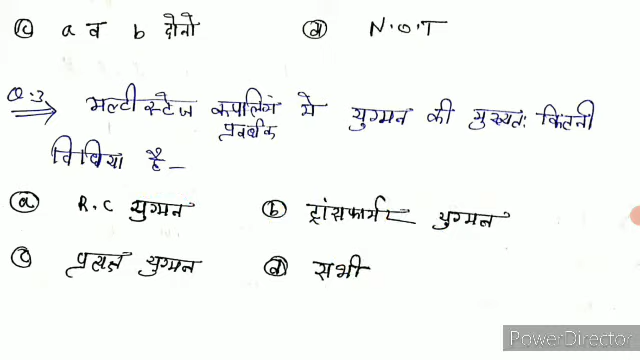 ⓒ a व b दोनो ⓓ N.O.T
Q.3 मल्टी स्टेज कपलिंग मे युग्मन की मुख्यत: कितनी
प्रवर्धक
विधिया है -
ⓐ R.C युग्मन ⓑ ट्रांसफार्मर युग्मन
ⓒ प्रत्यक्ष युग्मन ⓓ सभी
PowerDirector